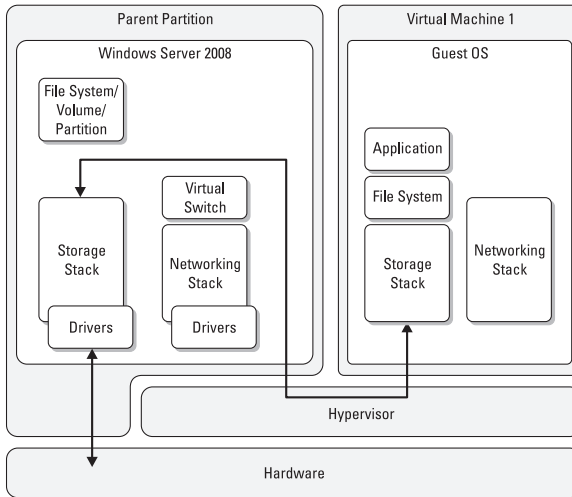 Parent Partition
Windows Server 2008
File System/
Volume/
Partition
Virtual
Switch
Storage
Stack
Networking
Stack
Drivers
Drivers
Virtual Machine 1
Guest OS
Application
File System
Storage
Stack
Networking
Stack
Hypervisor
Hardware